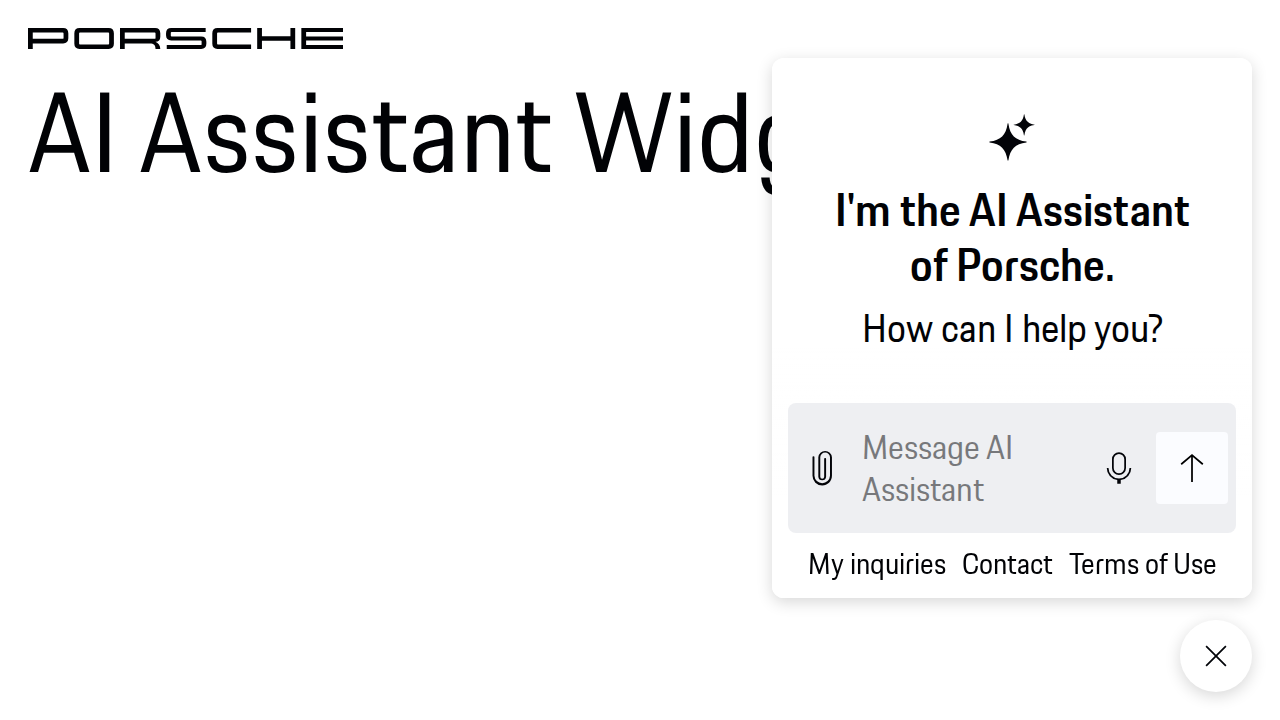 PORSCHE
AI Assistant Widg
I'm the AI Assistant
of Porsche.
How can I help you?
Message AI
Assistant
My inquiries Contact Terms of Use